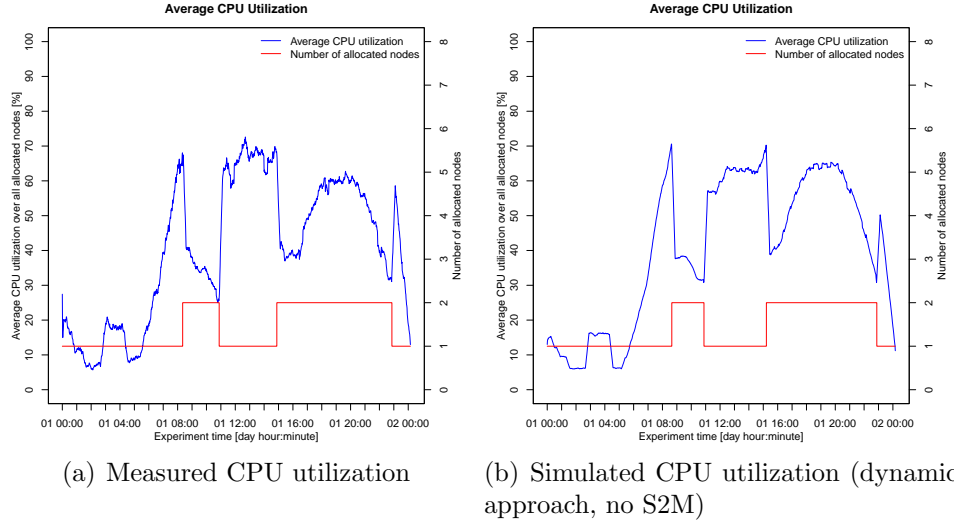 Average CPU Utilization
Average CPU utilization
Number of allocated nodes
100
90
80
70
60
50
40
30
20
10
0
Average CPU utilization over all allocated nodes [%]
8
7
6
5
4
3
2
1
0
Number of allocated nodes
01 00:00 01 04:00 01 08:00 01 12:00 01 16:00 01 20:00 02 00:00
Experiment time [day hour:minute]
(a) Measured CPU utilization
Average CPU Utilization
Average CPU utilization
Number of allocated nodes
100
90
80
70
60
50
40
30
20
10
0
Average CPU utilization over all allocated nodes [%]
8
7
6
5
4
3
2
1
0
Number of allocated nodes
01 00:00 01 04:00 01 08:00 01 12:00 01 16:00 01 20:00 02 00:00
Experiment time [day hour:minute]
(b) Simulated CPU utilization (dynamic
approach, no S2M)